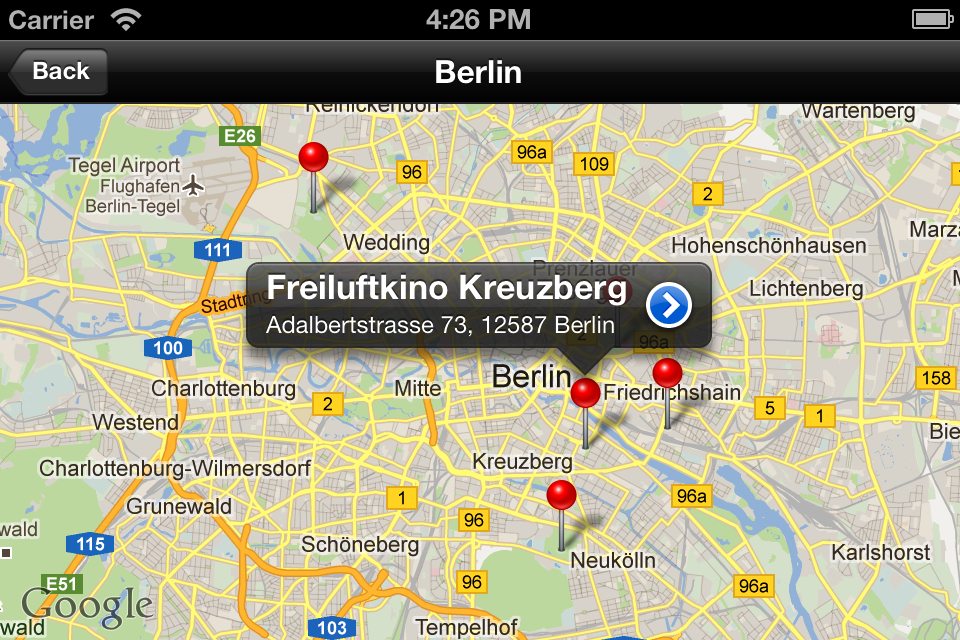 Carrier
4:26 PM
Back
Berlin
Reinickendorf
Wartenberg
E26
96a
109
Tegel Airport
Flughafen
Berlin-Tegel
96
2
Wedding
111
Hohenschönhausen
Marza
Prenzlauer
Freiluftkino Kreuzberg
Adalbertstrasse 73, 12587 Berlin
Lichtenberg
Stadtring
2
96a
100
Berlin
Charlottenburg
Mitte
Friedrichshain
158
2
5
1
Westend
Bie
Kreuzberg
Charlottenburg-Wilmersdorf
1
96a
Grunewald
96
wald
115
Schöneberg
Neukölln
Karlshorst
E51
96
96a
Google
wald
103
Tempelhof